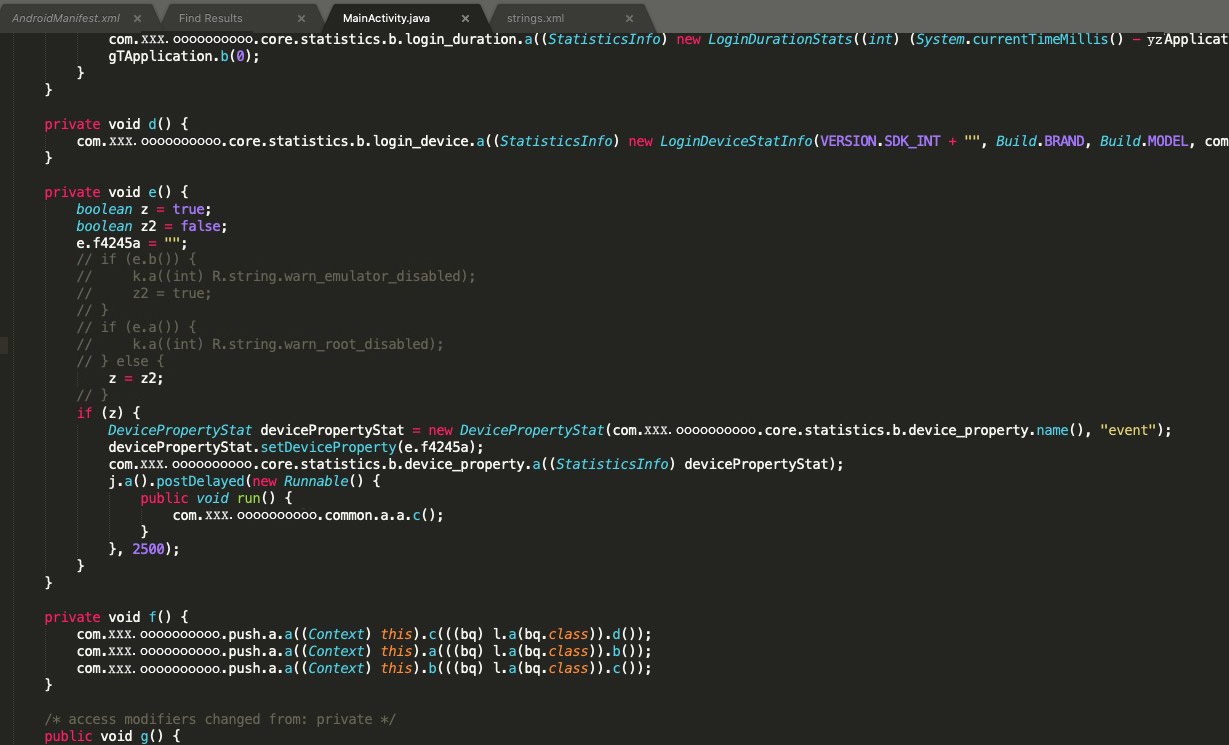 AndroidManifest.xml × Find Results × MainActivity.java × strings.xml ×
com.xxx.oooooooooo.core.statistics.b.login_duration.a((StatisticsInfo) new LoginDurationStats((int) (System.currentTimeMillis() - yzApplicat
gTApplication.b(0);
}
}
private void d() {
com.xxx.oooooooooo.core.statistics.b.login_device.a((StatisticsInfo) new LoginDeviceStatInfo(VERSION.SDK_INT + "", Build.BRAND, Build.MODEL, com
}
private void e() {
boolean z = true;
boolean z2 = false;
e.f4245a = "";
// if (e.b()) {
//     k.a((int) R.string.warn_emulator_disabled);
//     z2 = true;
// }
// if (e.a()) {
//     k.a((int) R.string.warn_root_disabled);
// } else {
z = z2;
// }
if (z) {
DevicePropertyStat devicePropertyStat = new DevicePropertyStat(com.xxx.oooooooooo.core.statistics.b.device_property.name(), "event");
devicePropertyStat.setDeviceProperty(e.f4245a);
com.xxx.oooooooooo.core.statistics.b.device_property.a((StatisticsInfo) devicePropertyStat);
j.a().postDelayed(new Runnable() {
public void run() {
com.xxx.oooooooooo.common.a.a.c();
}
}, 2500);
}
}
private void f() {
com.xxx.oooooooooo.push.a.a((Context) this).c(((bq) l.a(bq.class)).d());
com.xxx.oooooooooo.push.a.a((Context) this).a(((bq) l.a(bq.class)).b());
com.xxx.oooooooooo.push.a.a((Context) this).b(((bq) l.a(bq.class)).c());
}
/* access modifiers changed from: private */
public void g() {